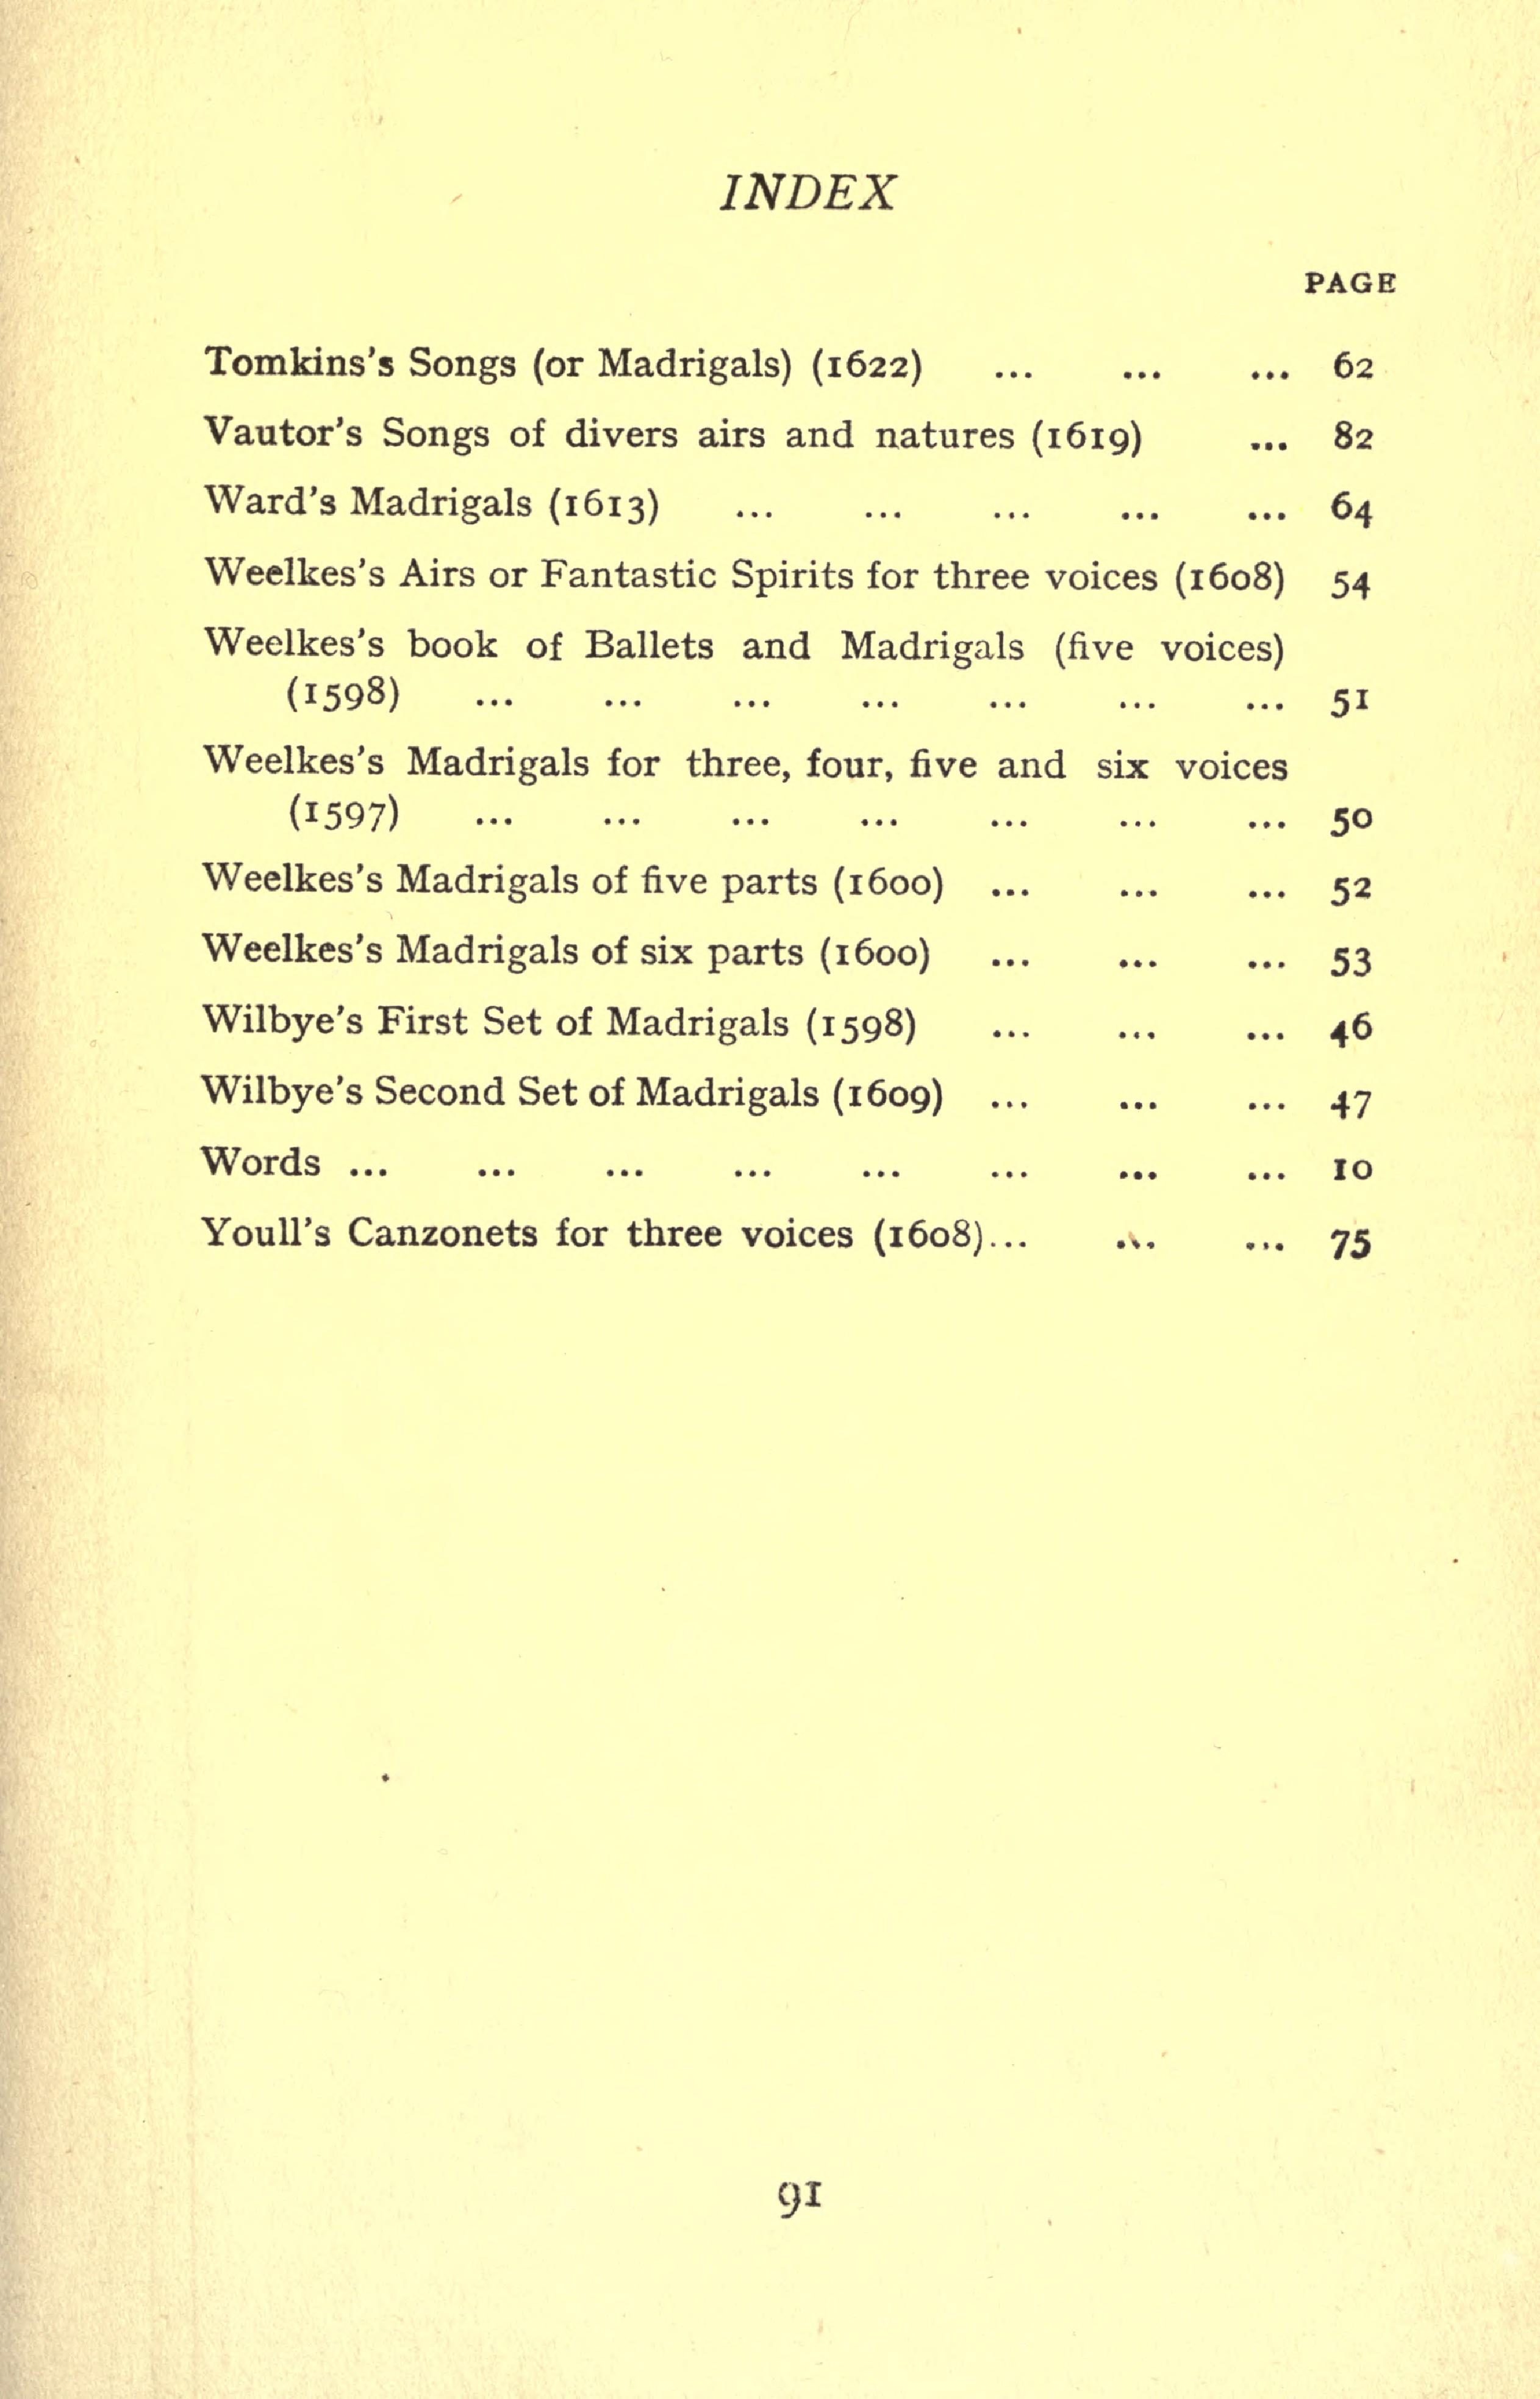 INDEX
PAGE
Tomkins's Songs (or Madrigals) (1622) ... ... ... 62
Vautor's Songs of divers airs and natures (1619) ... 82
Ward's Madrigals (1613) ... ... ... ... ... 64
Weelkes's Airs or Fantastic Spirits for three voices (1608) 54
Weelkes's book of Ballets and Madrigals (five voices)
(1598) ... ... ... ... ... ... ... 51
Weelkes's Madrigals for three, four, five and six voices
(1597) ... ... ... ... ... ... ... 50
Weelkes's Madrigals of five parts (1600) ... ... ... 52
Weelkes's Madrigals of six parts (1600) ... ... ... 53
Wilbye's First Set of Madrigals (1598) ... ... ... 46
Wilbye's Second Set of Madrigals (1609) ... ... ... 47
Words ... ... ... ... ... ... ... ... 10
Youll's Canzonets for three voices (1608)... ... ... 75
91